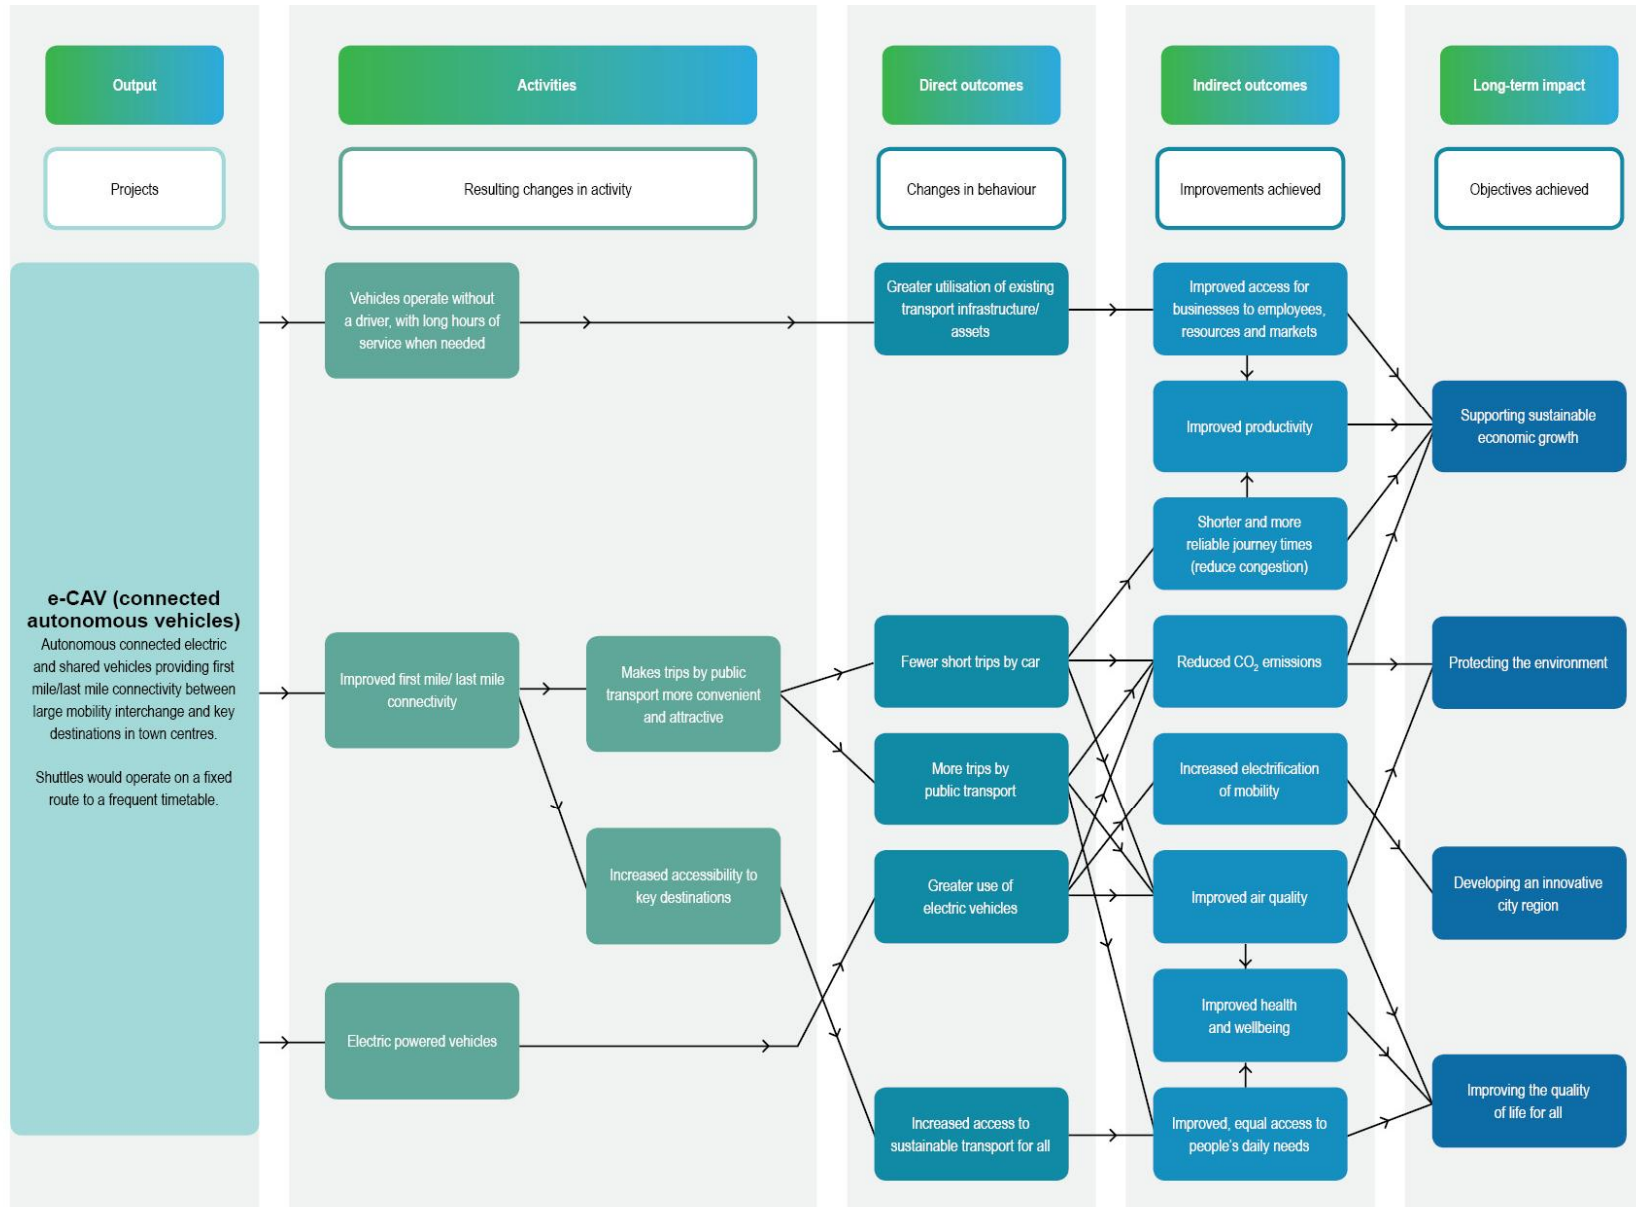 Output
Activities
Direct outcomes
Indirect outcomes
Long-term impact
Projects
Resulting changes in activity
Changes in behaviour
Improvements achieved
Objectives achieved
e-CAV (connected
autonomous vehicles)
Autonomous connected electric
and shared vehicles providing first
mile/last mile connectivity between
large mobility interchange and key
destinations in town centres.
Shuttles would operate on a fixed
route to a frequent timetable.
Vehicles operate without
a driver, with long hours of
service when needed
Improved first mile/ last mile
connectivity
Electric powered vehicles
Makes trips by public
transport more convenient
and attractive
Increased accessibility to
key destinations
Greater utilisation of existing
transport infrastructure/
assets
Fewer short trips by car
More trips by
public transport
Greater use of
electric vehicles
Increased access to
sustainable transport for all
Improved access for
businesses to employees,
resources and markets
Improved productivity
Shorter and more
reliable journey times
(reduce congestion)
Reduced CO₂ emissions
Increased electrification
of mobility
Improved air quality
Improved health
and wellbeing
Improved, equal access to
people's daily needs
Supporting sustainable
economic growth
Protecting the environment
Developing an innovative
city region
Improving the quality
of life for all